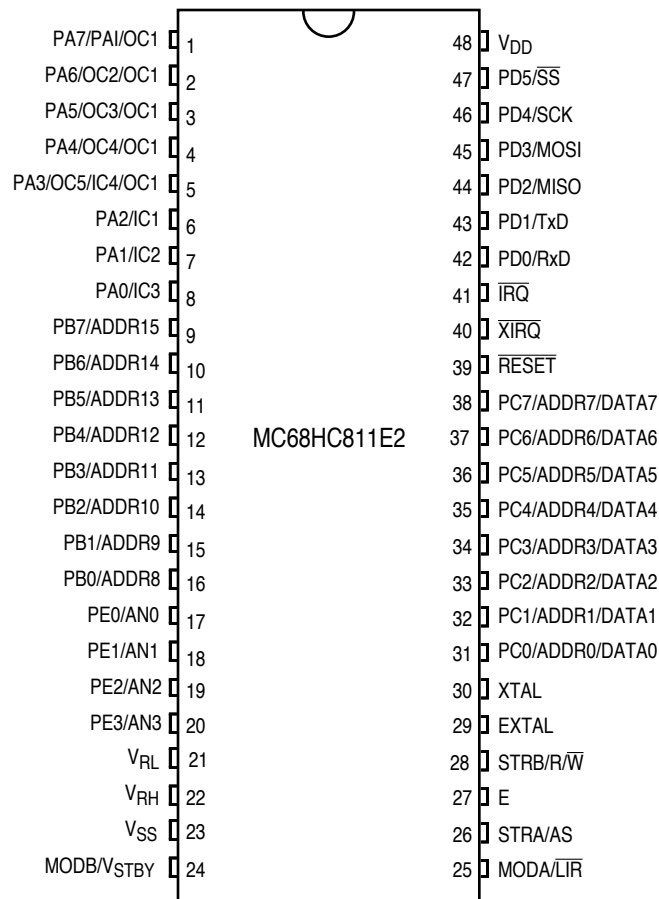 PA7/PAI/OC1 1 48 VDD
PA6/OC2/OC1 2 47 PD5/S̅S̅
PA5/OC3/OC1 3 46 PD4/SCK
PA4/OC4/OC1 4 45 PD3/MOSI
PA3/OC5/IC4/OC1 5 44 PD2/MISO
PA2/IC1 6 43 PD1/TxD
PA1/IC2 7 42 PD0/RxD
PA0/IC3 8 41 I̅R̅Q̅
PB7/ADDR15 9 40 X̅I̅R̅Q̅
PB6/ADDR14 10 39 R̅E̅S̅E̅T̅
PB5/ADDR13 11 38 PC7/ADDR7/DATA7
PB4/ADDR12 12 MC68HC811E2 37 PC6/ADDR6/DATA6
PB3/ADDR11 13 36 PC5/ADDR5/DATA5
PB2/ADDR10 14 35 PC4/ADDR4/DATA4
PB1/ADDR9 15 34 PC3/ADDR3/DATA3
PB0/ADDR8 16 33 PC2/ADDR2/DATA2
PE0/AN0 17 32 PC1/ADDR1/DATA1
PE1/AN1 18 31 PC0/ADDR0/DATA0
PE2/AN2 19 30 XTAL
PE3/AN3 20 29 EXTAL
VRL 21 28 STRB/R/W̅
VRH 22 27 E
VSS 23 26 STRA/AS
MODB/VSTBY 24 25 MODA/L̅I̅R̅